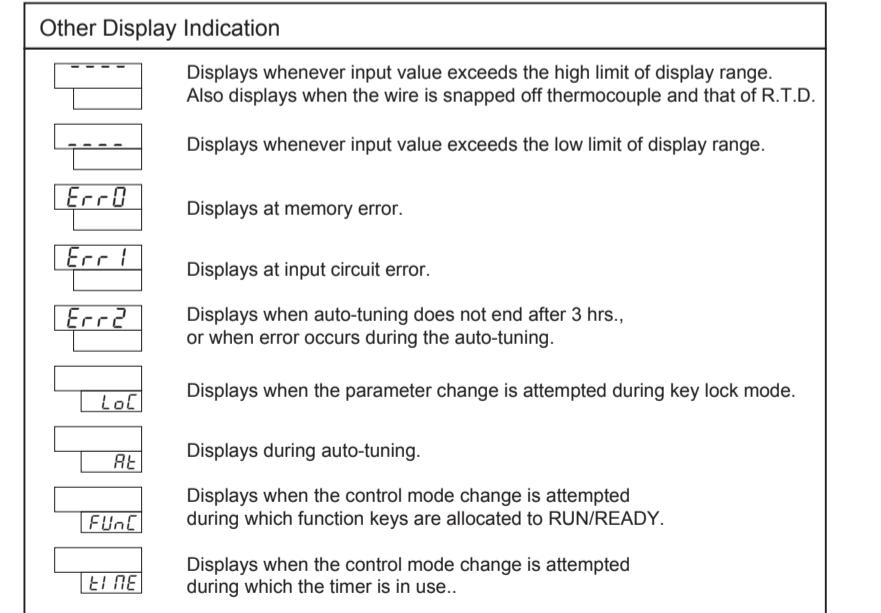 Other Display Indication
- - - -
Displays whenever input value exceeds the high limit of display range.
Also displays when the wire is snapped off thermocouple and that of R.T.D.
- - - -
Displays whenever input value exceeds the low limit of display range.
Err0
Displays at memory error.
Err1
Displays at input circuit error.
Err2
Displays when auto-tuning does not end after 3 hrs.,
or when error occurs during the auto-tuning.
LoC
Displays when the parameter change is attempted during key lock mode.
At
Displays during auto-tuning.
FUnC
Displays when the control mode change is attempted
during which function keys are allocated to RUN/READY.
tIME
Displays when the control mode change is attempted
during which the timer is in use..